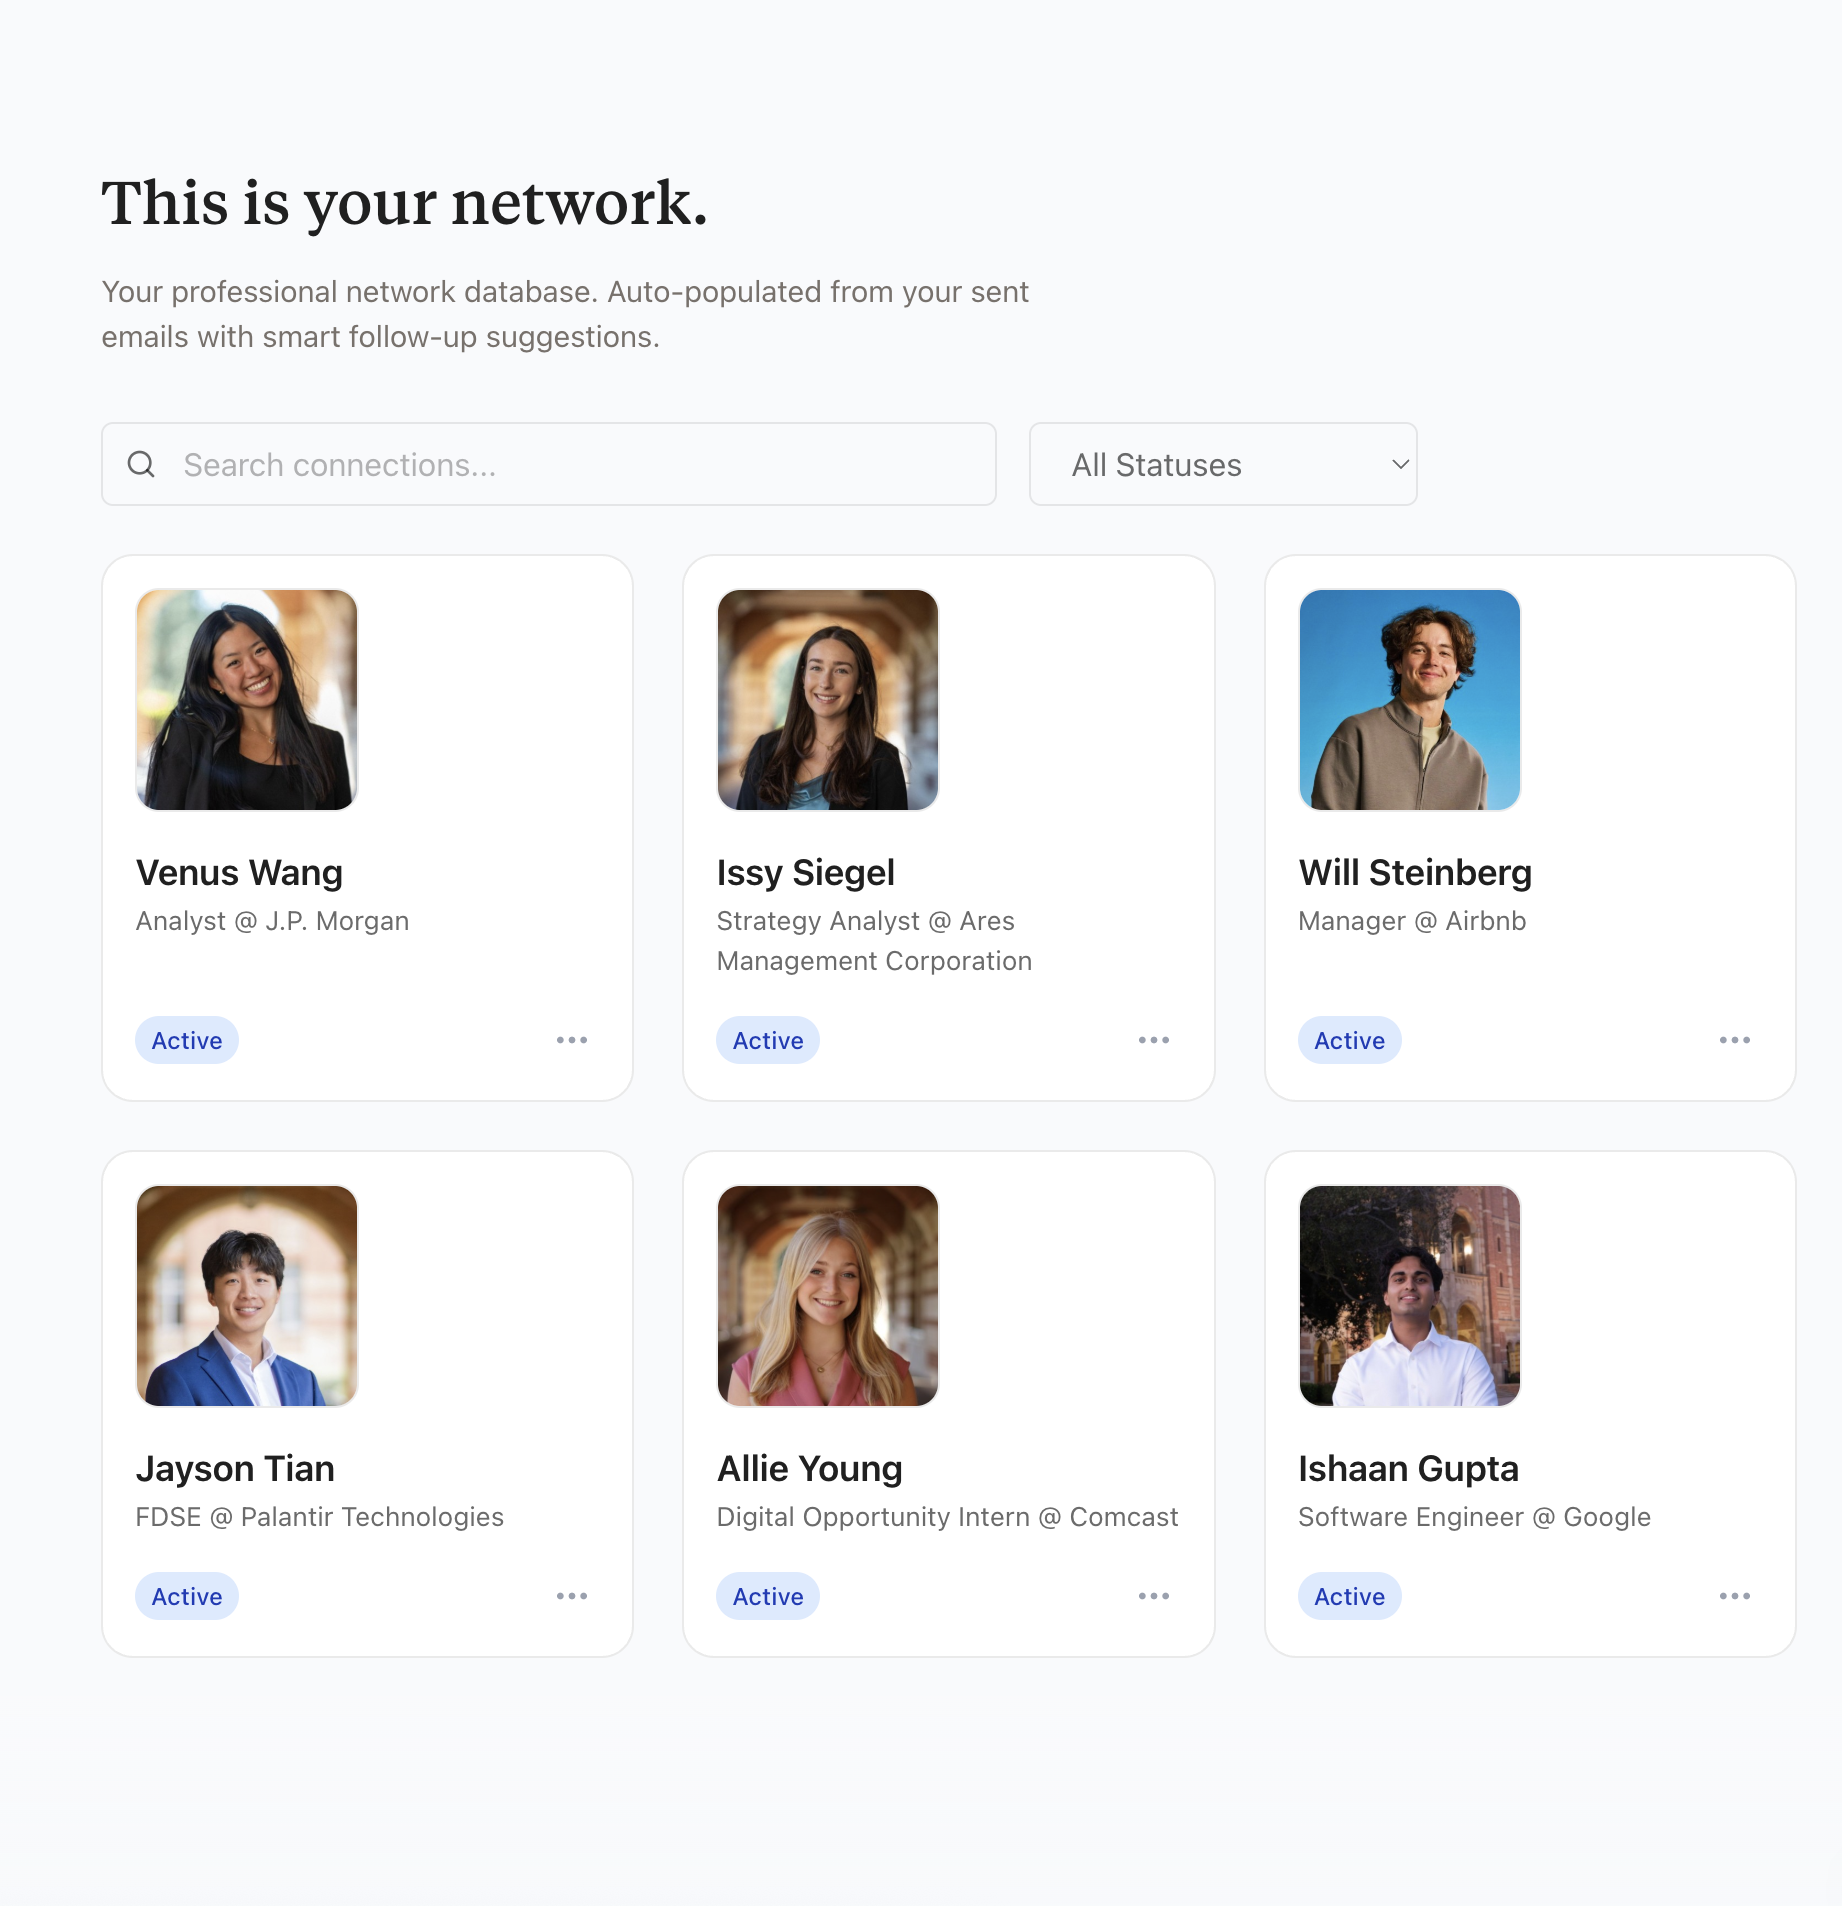 This is your network.
Your professional network database. Auto-populated from your sent
emails with smart follow-up suggestions.
Search connections...
All Statuses
Venus Wang
Analyst @ J.P. Morgan
Active
Issy Siegel
Strategy Analyst @ Ares
Management Corporation
Active
Will Steinberg
Manager @ Airbnb
Active
Jayson Tian
FDSE @ Palantir Technologies
Active
Allie Young
Digital Opportunity Intern @ Comcast
Active
Ishaan Gupta
Software Engineer @ Google
Active